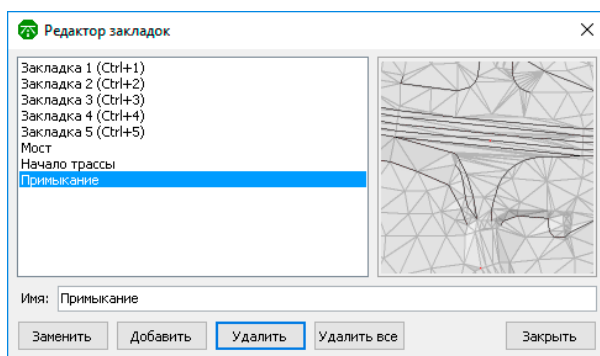 Редактор закладок
Закладка 1 (Ctrl+1)
Закладка 2 (Ctrl+2)
Закладка 3 (Ctrl+3)
Закладка 4 (Ctrl+4)
Закладка 5 (Ctrl+5)
Мост
Начало трассы
Примыкание
Имя: Примыкание
Заменить Добавить Удалить Удалить все Закрыть